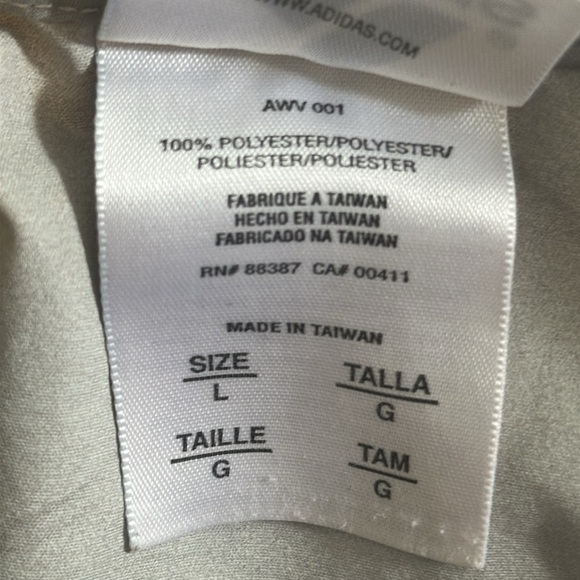 WWW.ADIDAS.COM
AWV 001
100% POLYESTER/POLYESTER/
POLIESTER/POLIESTER
FABRIQUE A TAIWAN
HECHO EN TAIWAN
FABRICADO NA TAIWAN
RN# 88387 CA# 00411
MADE IN TAIWAN
SIZE
L
TALLA
G
TAILLE
G
TAM
G